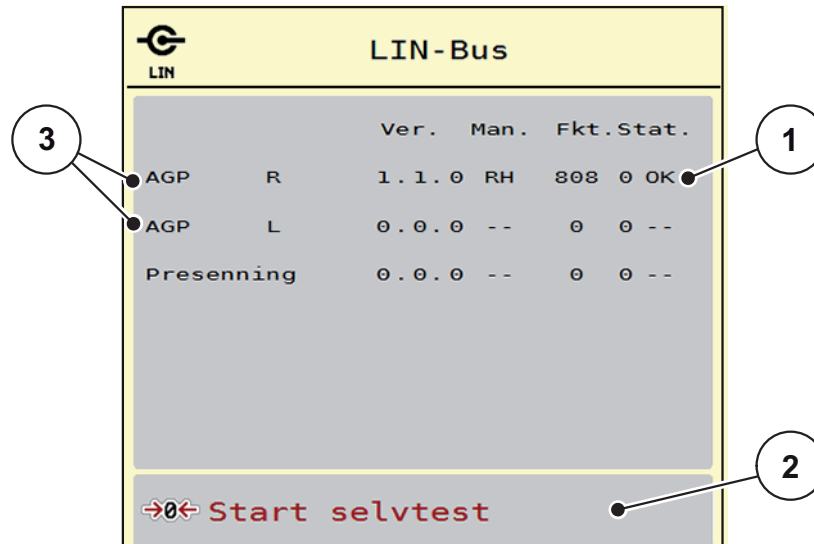 LIN
LIN-Bus
Ver. Man. Fkt.Stat.
AGP R 1.1.0 RH 808 0 OK
AGP L 0.0.0 -- 0 0 --
Presenning 0.0.0 -- 0 0 --
→0← Start selvtest
3
1
2